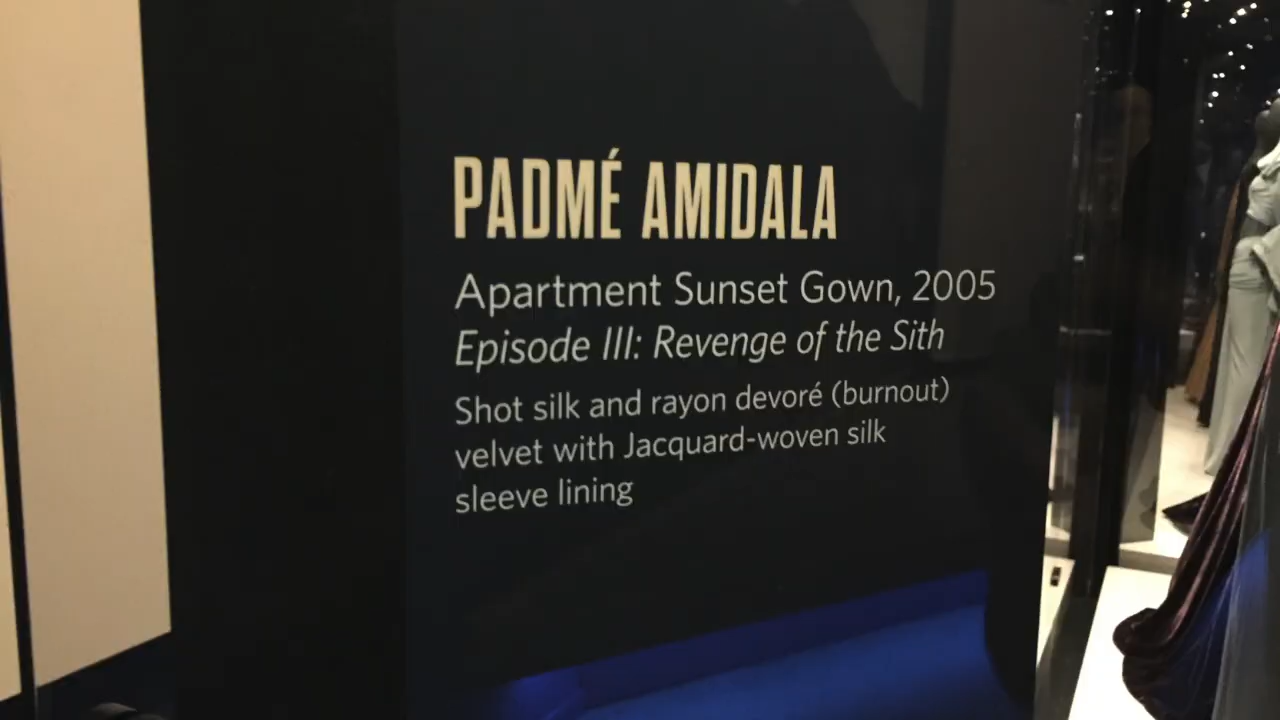 PADMÉ AMIDALA
Apartment Sunset Gown, 2005
Episode III: Revenge of the Sith
Shot silk and rayon devoré (burnout)
velvet with Jacquard-woven silk
sleeve lining